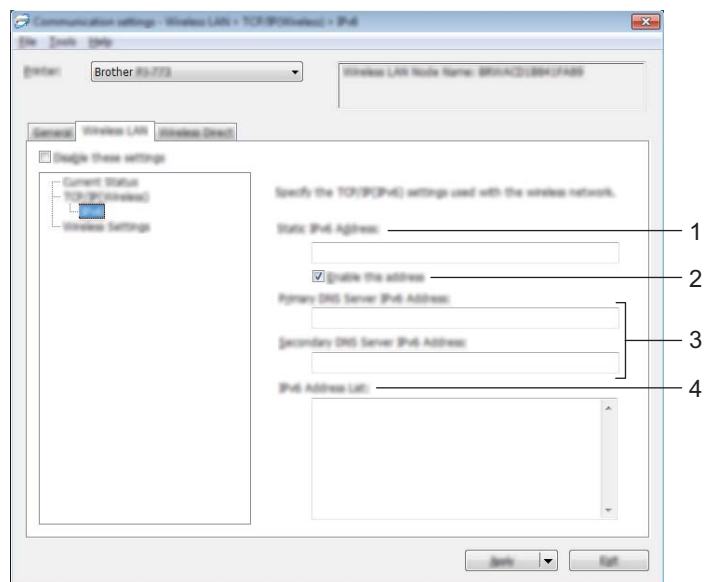 Communication settings - Wireless LAN > TCP/IP(Wireless) > IPv6
File Tools Help
Printer:
Brother
Wireless LAN Node Name:
General Wireless LAN Wireless Direct
Disable these settings
Current Status
TCP/IP(Wireless)
IPv6
Wireless Settings
Specify the TCP/IP(IPv6) settings used with the wireless network.
Static IPv6 Address:
1
Enable this address
2
Primary DNS Server IPv6 Address:
3
Secondary DNS Server IPv6 Address:
IPv6 Address List:
4
Apply
Exit